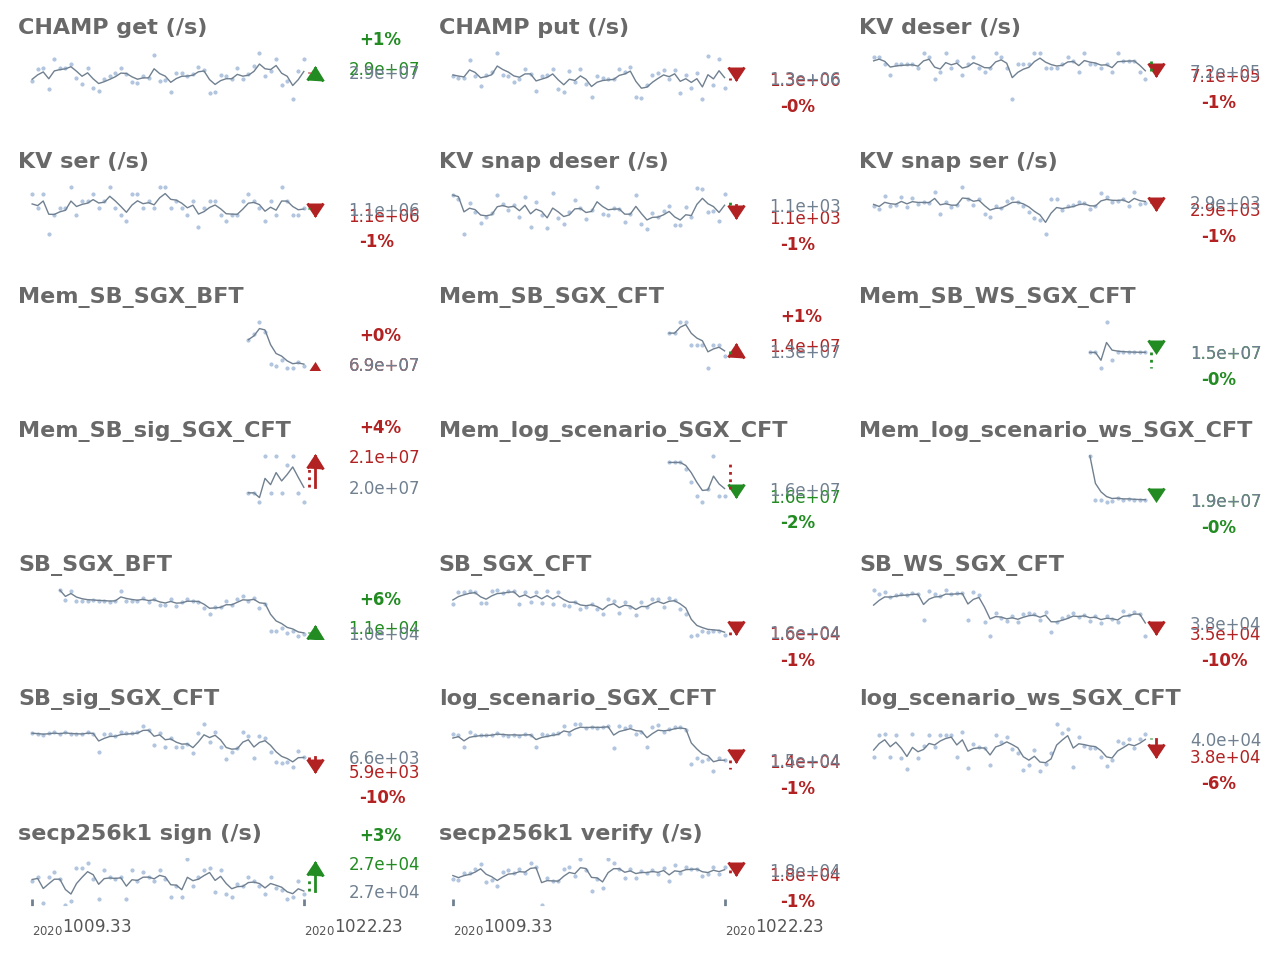 CHAMP get (/s)
+1%
2.9e+07
2.9e+07
CHAMP put (/s)
1.3e+06
1.3e+06
-0%
KV deser (/s)
7.2e+05
7.1e+05
-1%
KV ser (/s)
1.1e+06
1.1e+06
-1%
KV snap deser (/s)
1.1e+03
1.1e+03
-1%
KV snap ser (/s)
2.9e+03
2.9e+03
-1%
Mem_SB_SGX_BFT
+0%
6.9e+07
Mem_SB_SGX_CFT
+1%
1.4e+07
1.3e+07
Mem_SB_WS_SGX_CFT
1.5e+07
-0%
Mem_SB_sig_SGX_CFT
+4%
2.1e+07
2.0e+07
Mem_log_scenario_SGX_CFT
1.6e+07
1.6e+07
-2%
Mem_log_scenario_ws_SGX_CFT
1.9e+07
-0%
SB_SGX_BFT
+6%
1.1e+04
1.0e+04
SB_SGX_CFT
1.6e+04
1.6e+04
-1%
SB_WS_SGX_CFT
3.8e+04
3.5e+04
-10%
SB_sig_SGX_CFT
6.6e+03
5.9e+03
-10%
log_scenario_SGX_CFT
1.4e+04
-1%
log_scenario_ws_SGX_CFT
4.0e+04
3.8e+04
-6%
secp256k1 sign (/s)
+3%
2.7e+04
2.7e+04
secp256k1 verify (/s)
1.8e+04
1.8e+04
-1%
2020 1009.33
2020 1022.23
2020 1009.33
2020 1022.23